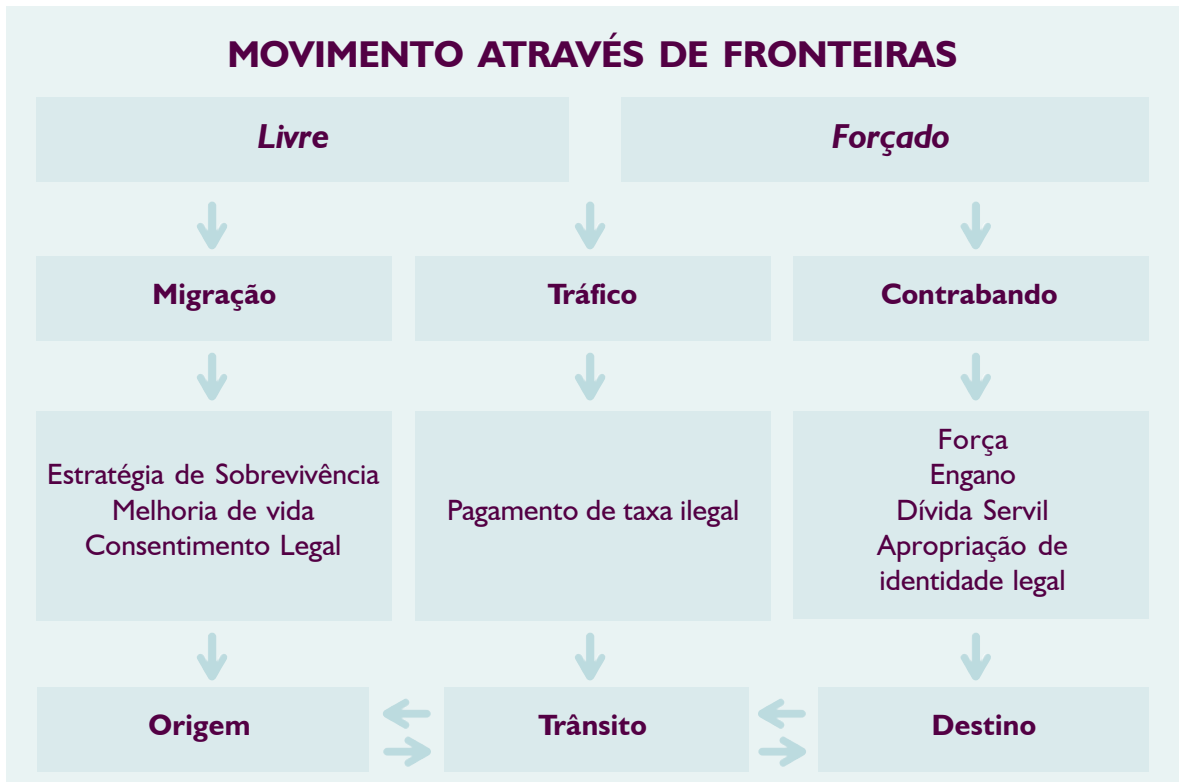 MOVIMENTO ATRAVÉS DE FRONTEIRAS
Livre
Forçado
Migração
Tráfico
Contrabando
Estratégia de Sobrevivência
Melhoria de vida
Consentimento Legal
Pagamento de taxa ilegal
Força
Engano
Dívida Servil
Apropriação de
identidade legal
Origem
Trânsito
Destino